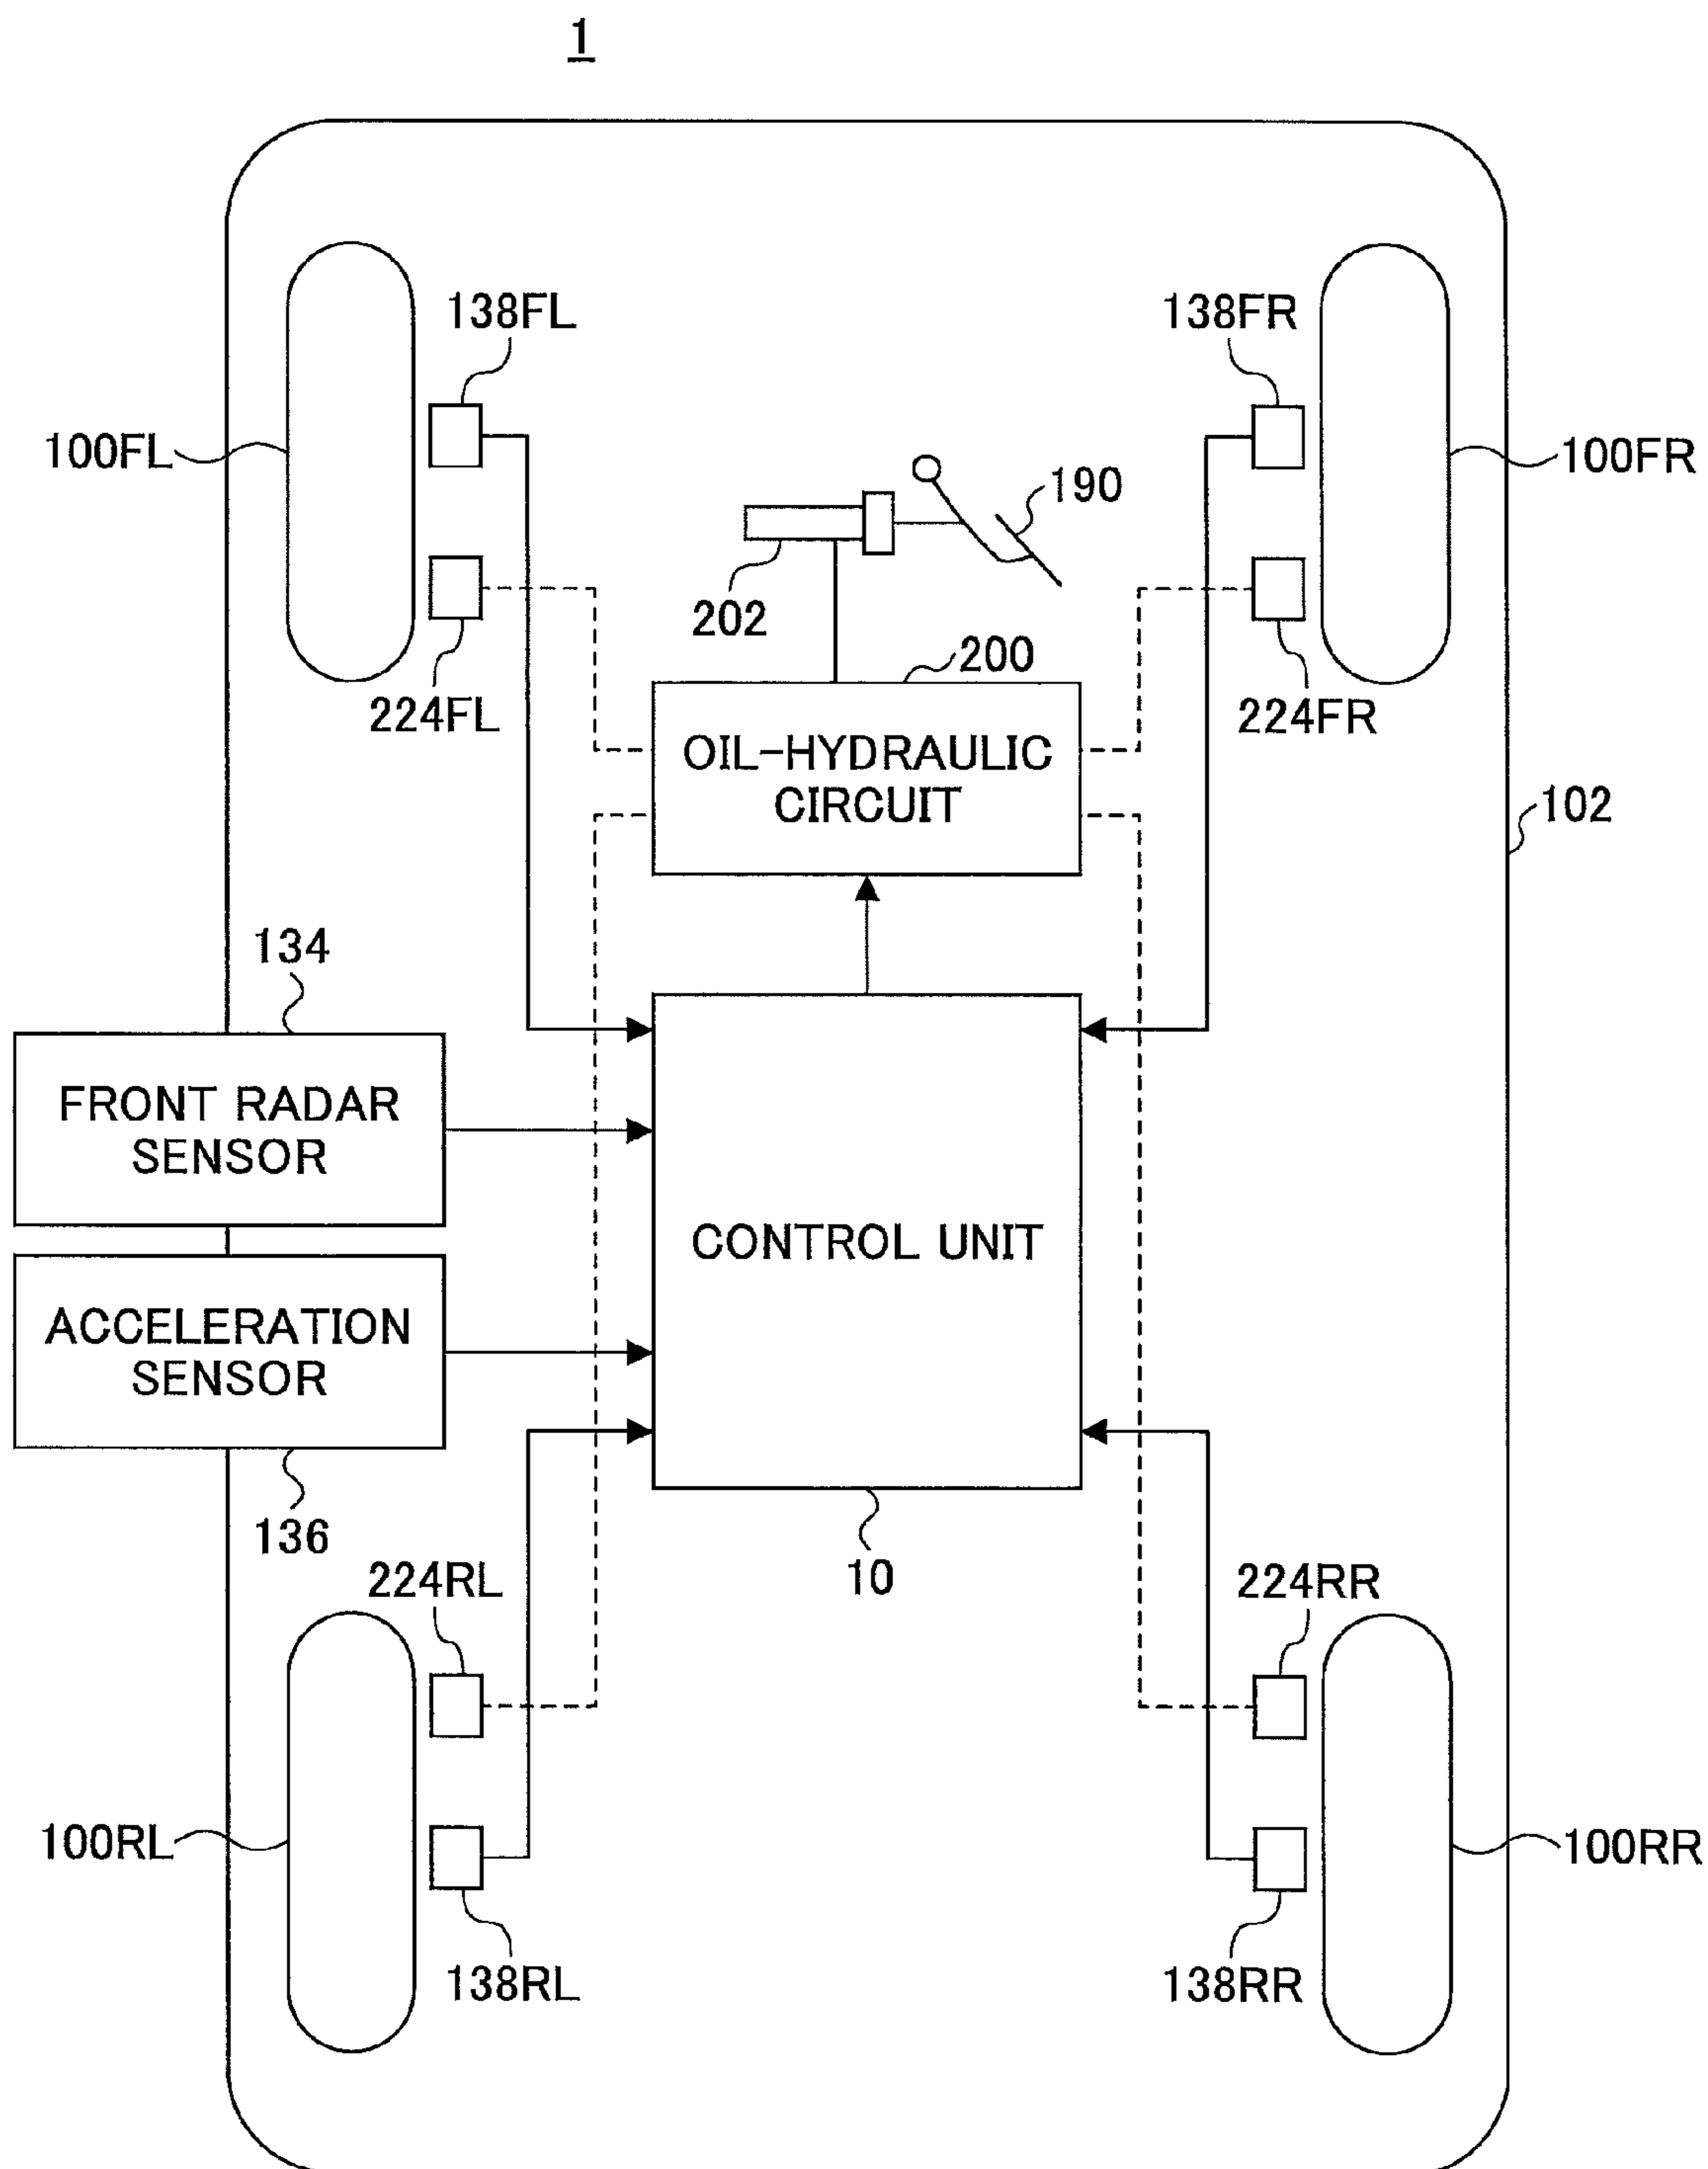 1
138FL
138FR
100FL
190
100FR
202
200
224FL
224FR
OIL-HYDRAULIC
CIRCUIT
102
134
FRONT RADAR
SENSOR
CONTROL UNIT
ACCELERATION
SENSOR
136
10
224RL
224RR
100RL
100RR
138RL
138RR